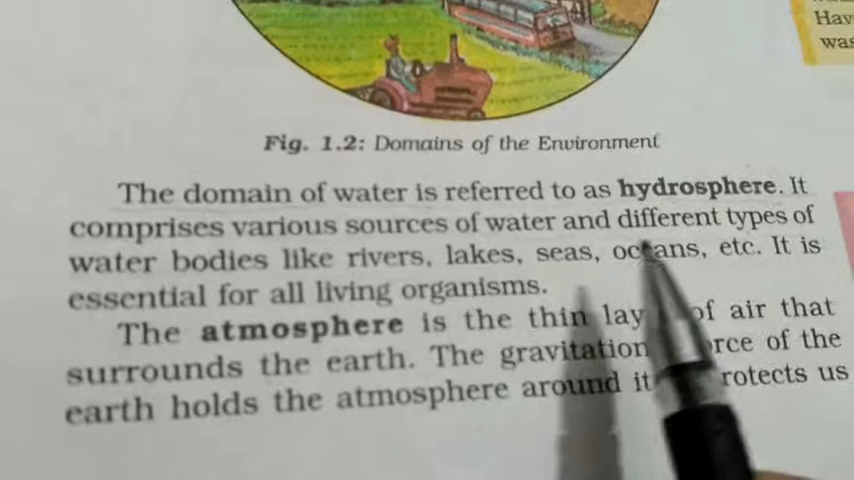 Hav
was
Fig. 1.2: Domains of the Environment
The domain of water is referred to as hydrosphere. It
comprises various sources of water and different types of
water bodies like rivers, lakes, seas, oceans, etc. It is
essential for all living organisms.
The atmosphere is the thin of air that
surrounds the earth. The gravitation of the
earth holds the atmosphere around it protects us